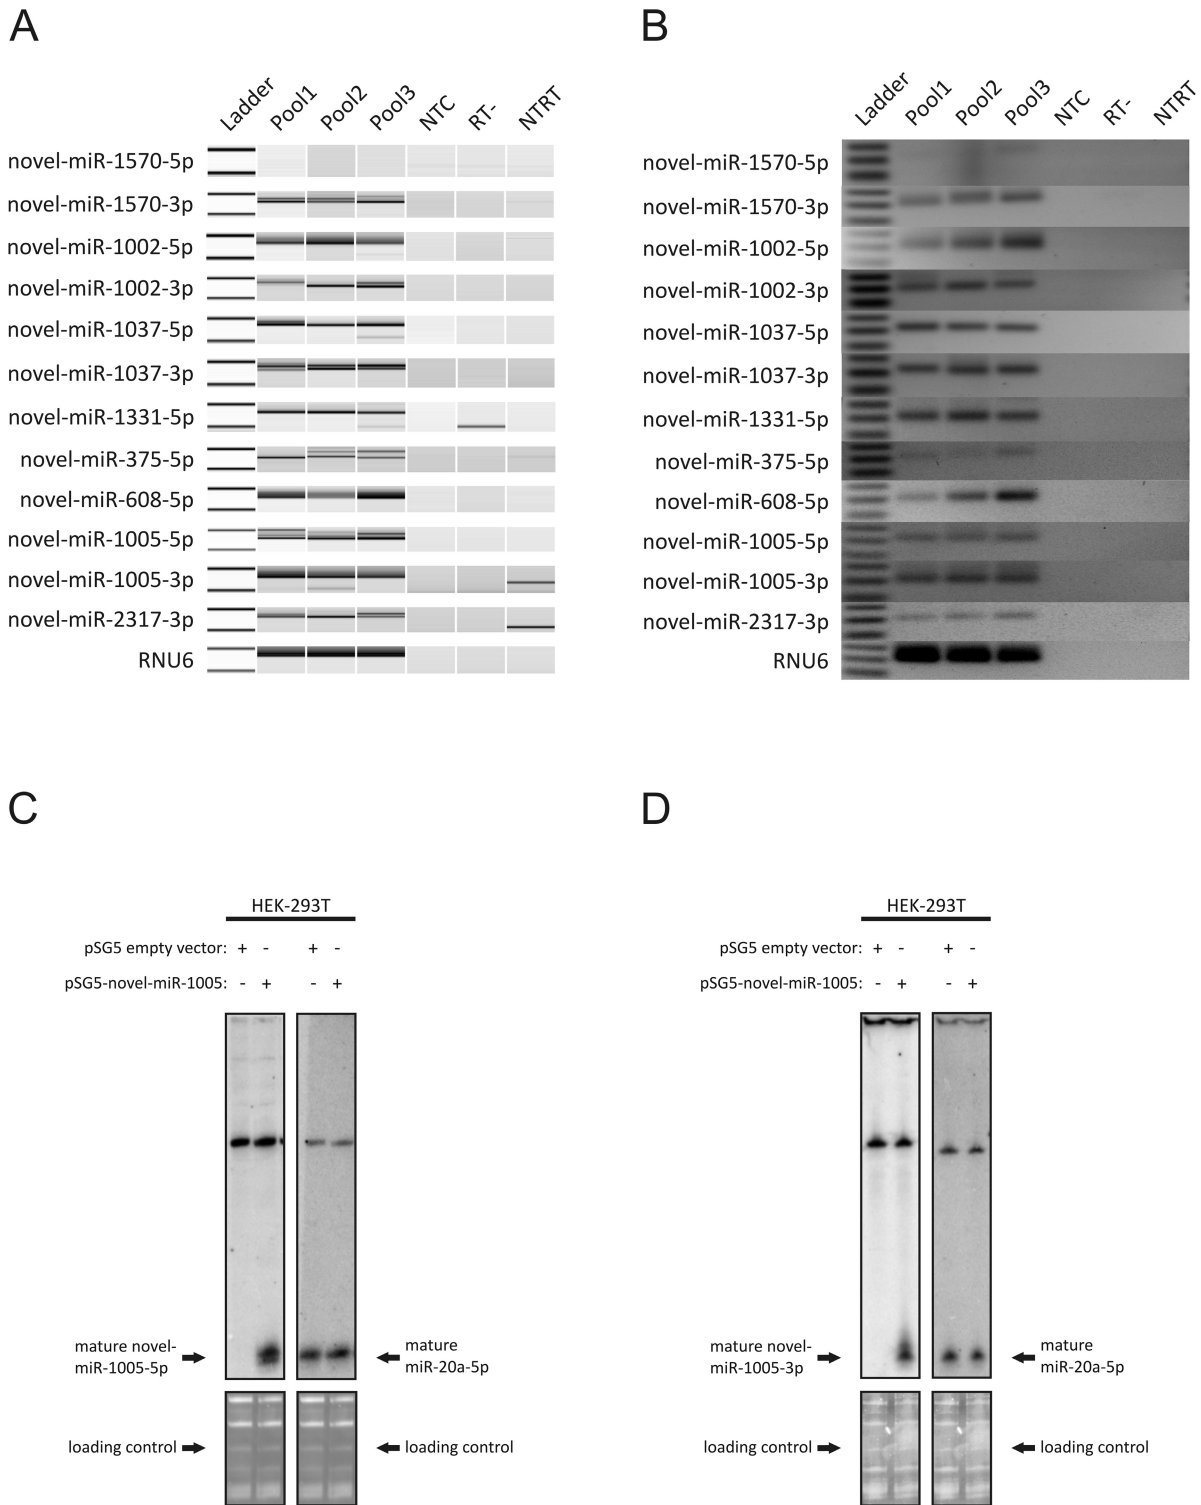 A
Ladder Pool1 Pool2 Pool3 NTC RT- NTRT
novel-miR-1570-5p
novel-miR-1570-3p
novel-miR-1002-5p
novel-miR-1002-3p
novel-miR-1037-5p
novel-miR-1037-3p
novel-miR-1331-5p
novel-miR-375-5p
novel-miR-608-5p
novel-miR-1005-5p
novel-miR-1005-3p
novel-miR-2317-3p
RNU6
B
Ladder Pool1 Pool2 Pool3 NTC RT- NTRT
novel-miR-1570-5p
novel-miR-1570-3p
novel-miR-1002-5p
novel-miR-1002-3p
novel-miR-1037-5p
novel-miR-1037-3p
novel-miR-1331-5p
novel-miR-375-5p
novel-miR-608-5p
novel-miR-1005-5p
novel-miR-1005-3p
novel-miR-2317-3p
RNU6
C
HEK-293T
pSG5 empty vector: + - + -
pSG5-novel-miR-1005: - + - +
mature novel-
miR-1005-5p
mature
miR-20a-5p
loading control
loading control
D
HEK-293T
pSG5 empty vector: + - + -
pSG5-novel-miR-1005: - + - +
mature novel-
miR-1005-3p
mature
miR-20a-5p
loading control
loading control